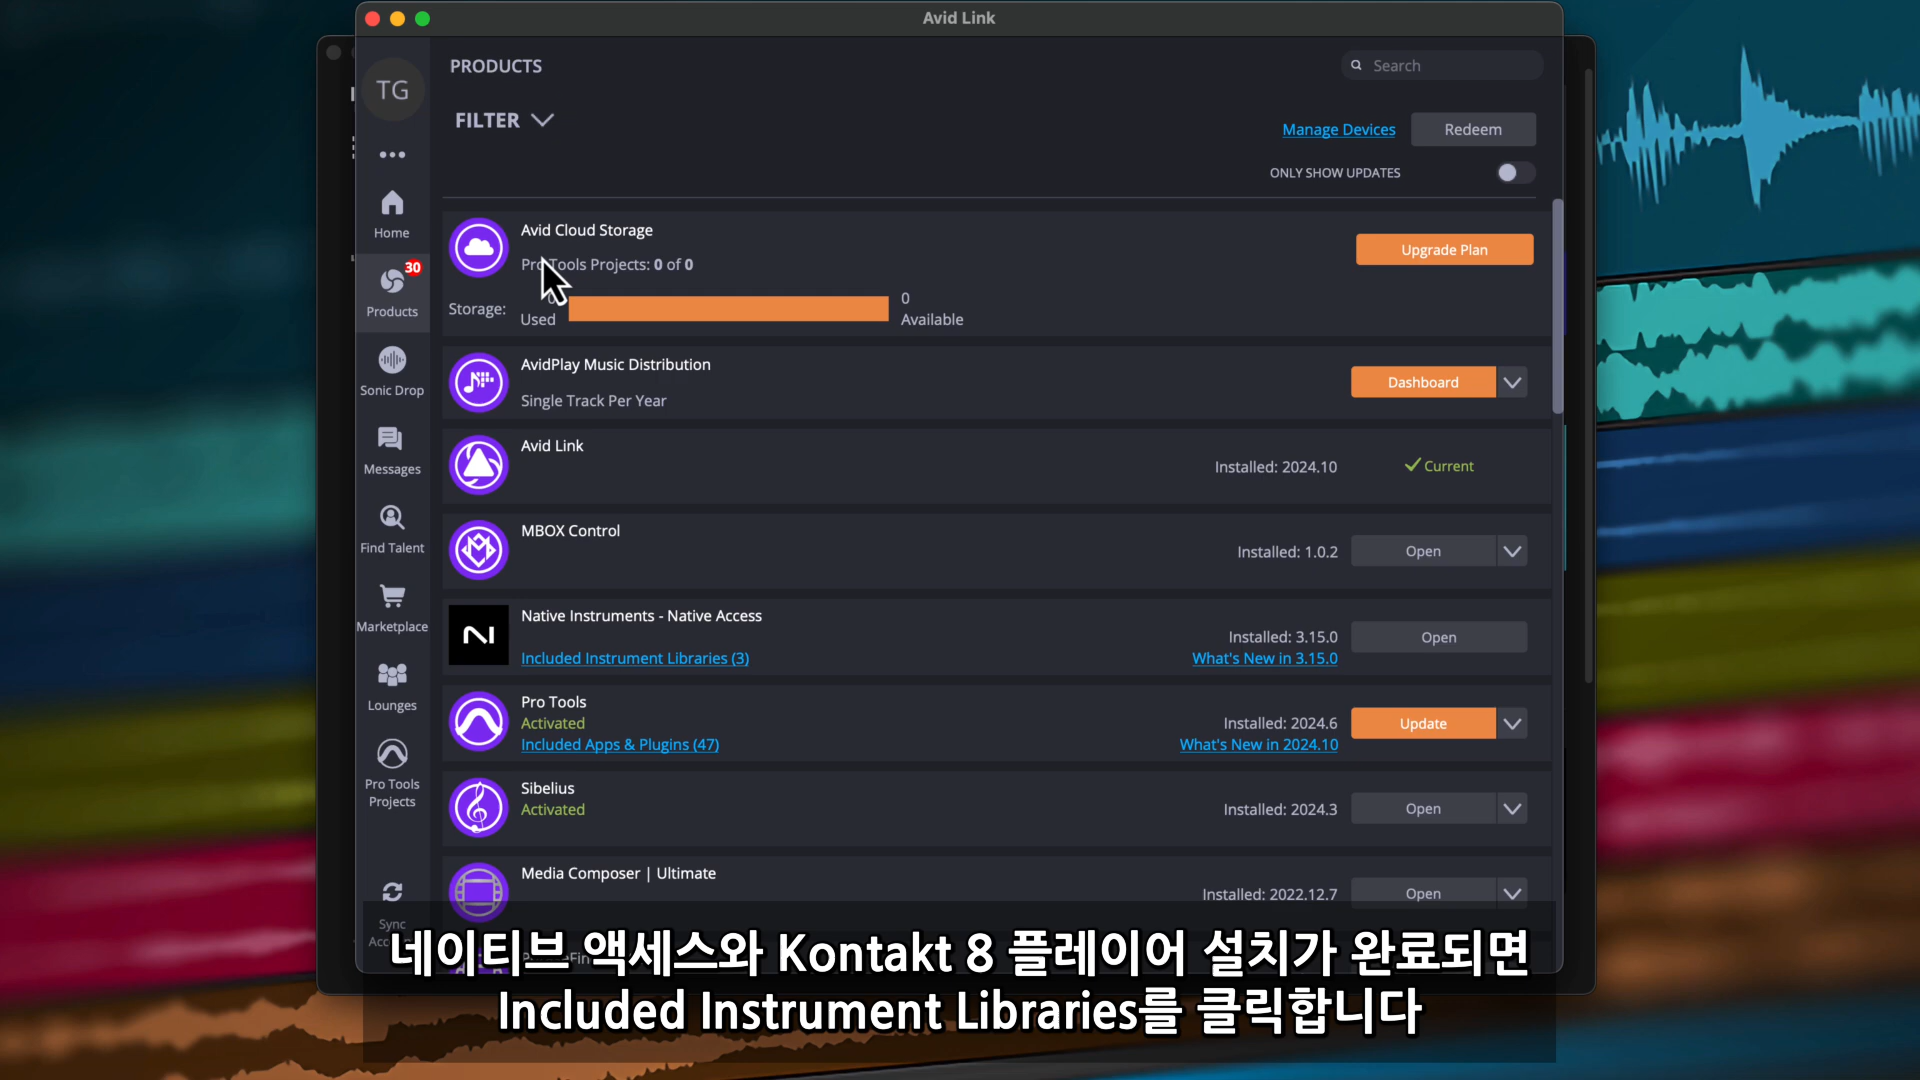 Avid Link
TG
PRODUCTS
Search
FILTER
Manage Devices
Redeem
ONLY SHOW UPDATES
Home
30
Products
Sonic Drop
Messages
Find Talent
Marketplace
Lounges
Pro Tools
Projects
Sync
Avid Cloud Storage
Pro Tools Projects: 0 of 0
Upgrade Plan
Storage:
0
Used
0
Available
AvidPlay Music Distribution
Single Track Per Year
Dashboard
Avid Link
Installed: 2024.10
Current
MBOX Control
Installed: 1.0.2
Open
Native Instruments - Native Access
Included Instrument Libraries (3)
Installed: 3.15.0
What's New in 3.15.0
Open
Pro Tools
Activated
Included Apps & Plugins (47)
Installed: 2024.6
What's New in 2024.10
Update
Sibelius
Activated
Installed: 2024.3
Open
Media Composer | Ultimate
Installed: 2022.12.7
Open
네이티브 액세스와 Kontakt 8 플레이어 설치가 완료되면
Included Instrument Libraries를 클릭합니다